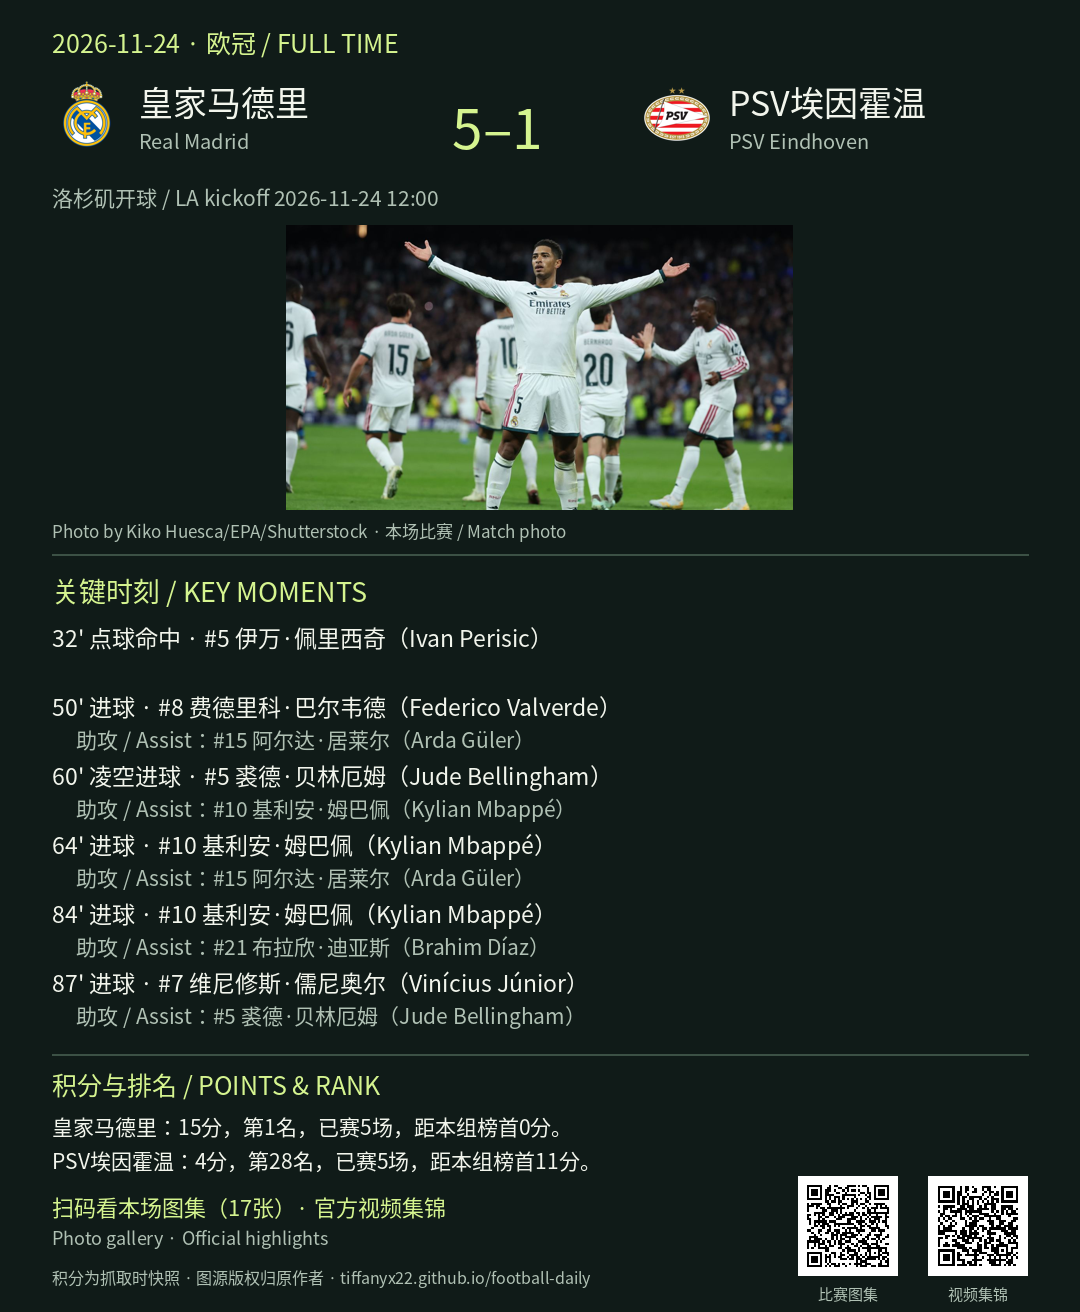 2026-11-24 · 欧冠 / FULL TIME
皇家马德里
Real Madrid
5–1
PSV
PSV埃因霍温
PSV Eindhoven
洛杉矶开球 / LA kickoff 2026-11-24 12:00
Emirates
FLY BETTER
15
10
20
5
Photo by Kiko Huesca/EPA/Shutterstock · 本场比赛 / Match photo
关键时刻 / KEY MOMENTS
32' 点球命中 · #5 伊万·佩里西奇（Ivan Perisic）
50' 进球 · #8 费德里科·巴尔韦德（Federico Valverde）
助攻 / Assist：#15 阿尔达·居莱尔（Arda Güler）
60' 凌空进球 · #5 裘德·贝林厄姆（Jude Bellingham）
助攻 / Assist：#10 基利安·姆巴佩（Kylian Mbappé）
64' 进球 · #10 基利安·姆巴佩（Kylian Mbappé）
助攻 / Assist：#15 阿尔达·居莱尔（Arda Güler）
84' 进球 · #10 基利安·姆巴佩（Kylian Mbappé）
助攻 / Assist：#21 布拉欣·迪亚斯（Brahim Díaz）
87' 进球 · #7 维尼修斯·儒尼奥尔（Vinícius Júnior）
助攻 / Assist：#5 裘德·贝林厄姆（Jude Bellingham）
积分与排名 / POINTS & RANK
皇家马德里：15分，第1名，已赛5场，距本组榜首0分。
PSV埃因霍温：4分，第28名，已赛5场，距本组榜首11分。
扫码看本场图集（17张） · 官方视频集锦
Photo gallery · Official highlights
积分为抓取时快照 · 图源版权归原作者 · tiffanyx22.github.io/football-daily
比赛图集
视频集锦